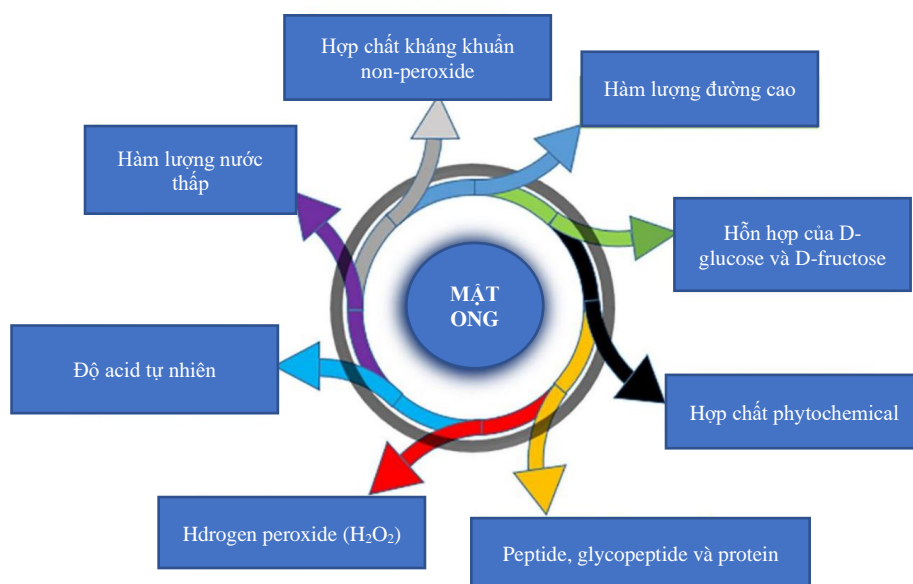 Hợp chất kháng khuẩn
non-peroxide
Hàm lượng đường cao
Hàm lượng nước
thấp
Hỗn hợp của D-
glucose và D-fructose
MẬT
ONG
Độ acid tự nhiên
Hợp chất phytochemical
Hdrogen peroxide (H₂O₂)
Peptide, glycopeptide và protein